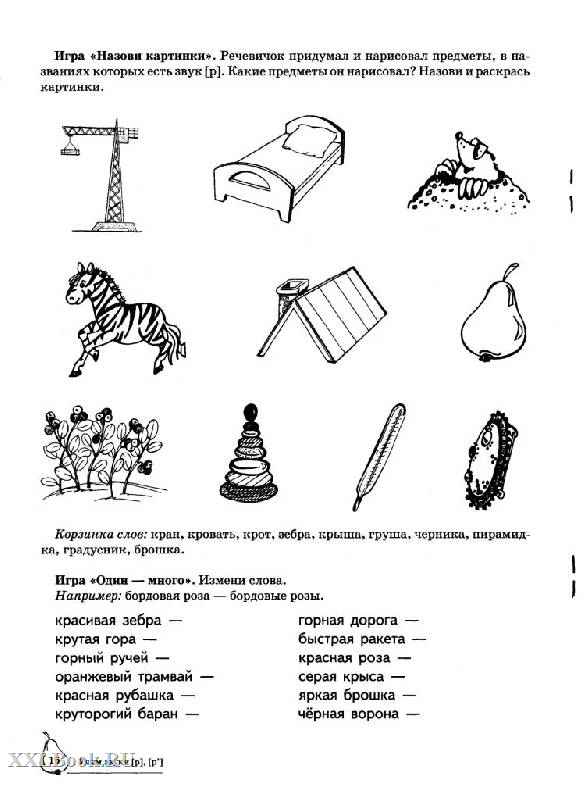 Игра «Назови картинки». Речевичок придумал и нарисовал предметы, в на-
званиях которых есть звук [р]. Какие предметы он нарисовал? Назови и раскрась
картинки.
Корзинка слов: кран, кровать, крот, зебра, крыша, груша, черника, пирамид-
ка, градусник, брошка.
Игра «Один — много». Измени слова.
Например: бордовая роза — бордовые розы.
красивая зебра —
крутая гора —
горный ручей —
оранжевый трамвай —
красная рубашка —
круторогий баран —
горная дорога —
быстрая ракета —
красная роза —
серая крыса —
яркая брошка —
чёрная ворона —
XXLBook.RU
[р], [р']